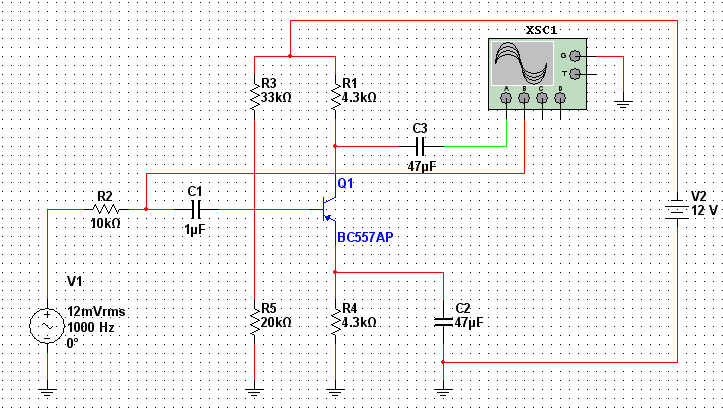 XSC1
G
T
A B C D
R3
33kΩ
R1
4.3kΩ
C3
47µF
Q1
BC557AP
R2
10kΩ
C1
1µF
V2
12 V
V1
12mVrms
1000 Hz
0°
R5
20kΩ
R4
4.3kΩ
C2
47µF